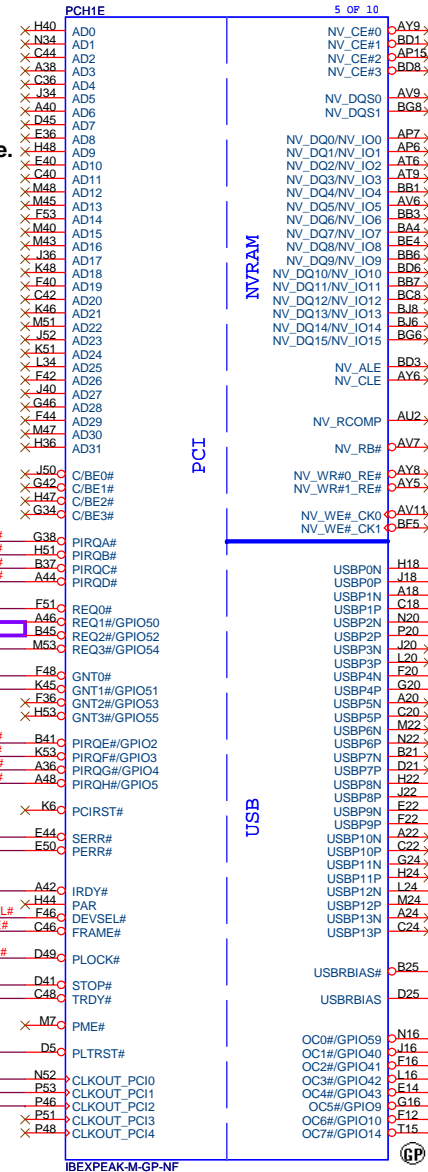 PCH1E 5 OF 10
H40 AD0 NV_CE#0 AY9
N34 AD1 NV_CE#1 BD1
C44 AD2 NV_CE#2 AP15
A38 AD3 NV_CE#3 BD8
C36 AD4
J34 AD5 NV_DQS0 AV9
A40 AD6 NV_DQS1 BG8
D45 AD7
E36 AD8 NV_DQ0/NV_IO0 AP7
e. H48 AD9 NV_DQ1/NV_IO1 AP6
E40 AD10 NV_DQ2/NV_IO2 AT6
C40 AD11 NV_DQ3/NV_IO3 AT9
M48 AD12 NV_DQ4/NV_IO4 BB1
M45 AD13 NV_DQ5/NV_IO5 AV6
F53 AD14 NV_DQ6/NV_IO6 BB3
M40 AD15 NV_DQ7/NV_IO7 BA4
M43 AD16 NV_DQ8/NV_IO8 BE4
J36 AD17 NV_DQ9/NV_IO9 BB6
K48 AD18 NV_DQ10/NV_IO10 BD6
F40 AD19 NV_DQ11/NV_IO11 BB7
C42 AD20 NV_DQ12/NV_IO12 BC8
K46 AD21 NV_DQ13/NV_IO13 BJ8
M51 AD22 NV_DQ14/NV_IO14 BJ6
J52 AD23 NV_DQ15/NV_IO15 BG6
K51 AD24
L34 AD25 NV_ALE BD3
F42 AD26 NV_CLE AY6
J40 AD27
G46 AD28
F44 AD29 NV_RCOMP AU2
M47 AD30
H36 AD31 NV_RB# AV7
NVRAM
PCI
J50 C/BE0# NV_WR#0_RE# AY8
G42 C/BE1# NV_WR#1_RE# AY5
H47 C/BE2#
G34 C/BE3# NV_WE#_CK0 AV11
NV_WE#_CK1 BF5
G38 PIRQA#
H51 PIRQB#
B37 PIRQC# USBP0N H18
A44 PIRQD# USBP0P J18
USBP1N A18
F51 REQ0# USBP1P C18
A46 REQ1#/GPIO50 USBP2N N20
B45 REQ2#/GPIO52 USBP2P P20
M53 REQ3#/GPIO54 USBP3N J20
USBP3P L20
F48 GNT0# USBP4N F20
K45 GNT1#/GPIO51 USBP4P G20
F36 GNT2#/GPIO53 USBP5N A20
H53 GNT3#/GPIO55 USBP5P C20
USBP6N M22
B41 PIRQE#/GPIO2 USBP6P N22
K53 PIRQF#/GPIO3 USBP7N B21
A36 PIRQG#/GPIO4 USBP7P D21
A48 PIRQH#/GPIO5 USBP8N H22
USBP8P J22
K6 PCIRST# USBP9N E22
USBP9P F22
USB
E44 SERR# USBP10N A22
E50 PERR# USBP10P C22
USBP11N G24
USBP11P H24
A42 IRDY# USBP12N L24
H44 PAR USBP12P M24
L# F46 DEVSEL# USBP13N A24
# C46 FRAME# USBP13P C24
# D49 PLOCK#
USBRBIAS# B25
D41 STOP#
C48 TRDY# USBRBIAS D25
M7 PME#
OC0#/GPIO59 N16
D5 PLTRST# OC1#/GPIO40 J16
OC2#/GPIO41 F16
N52 CLKOUT_PCI0 OC3#/GPIO42 L16
P53 CLKOUT_PCI1 OC4#/GPIO43 E14
P46 CLKOUT_PCI2 OC5#/GPIO9 G16
P51 CLKOUT_PCI3 OC6#/GPIO10 F12
P48 CLKOUT_PCI4 OC7#/GPIO14 T15
GP
IBEXPEAK-M-GP-NF